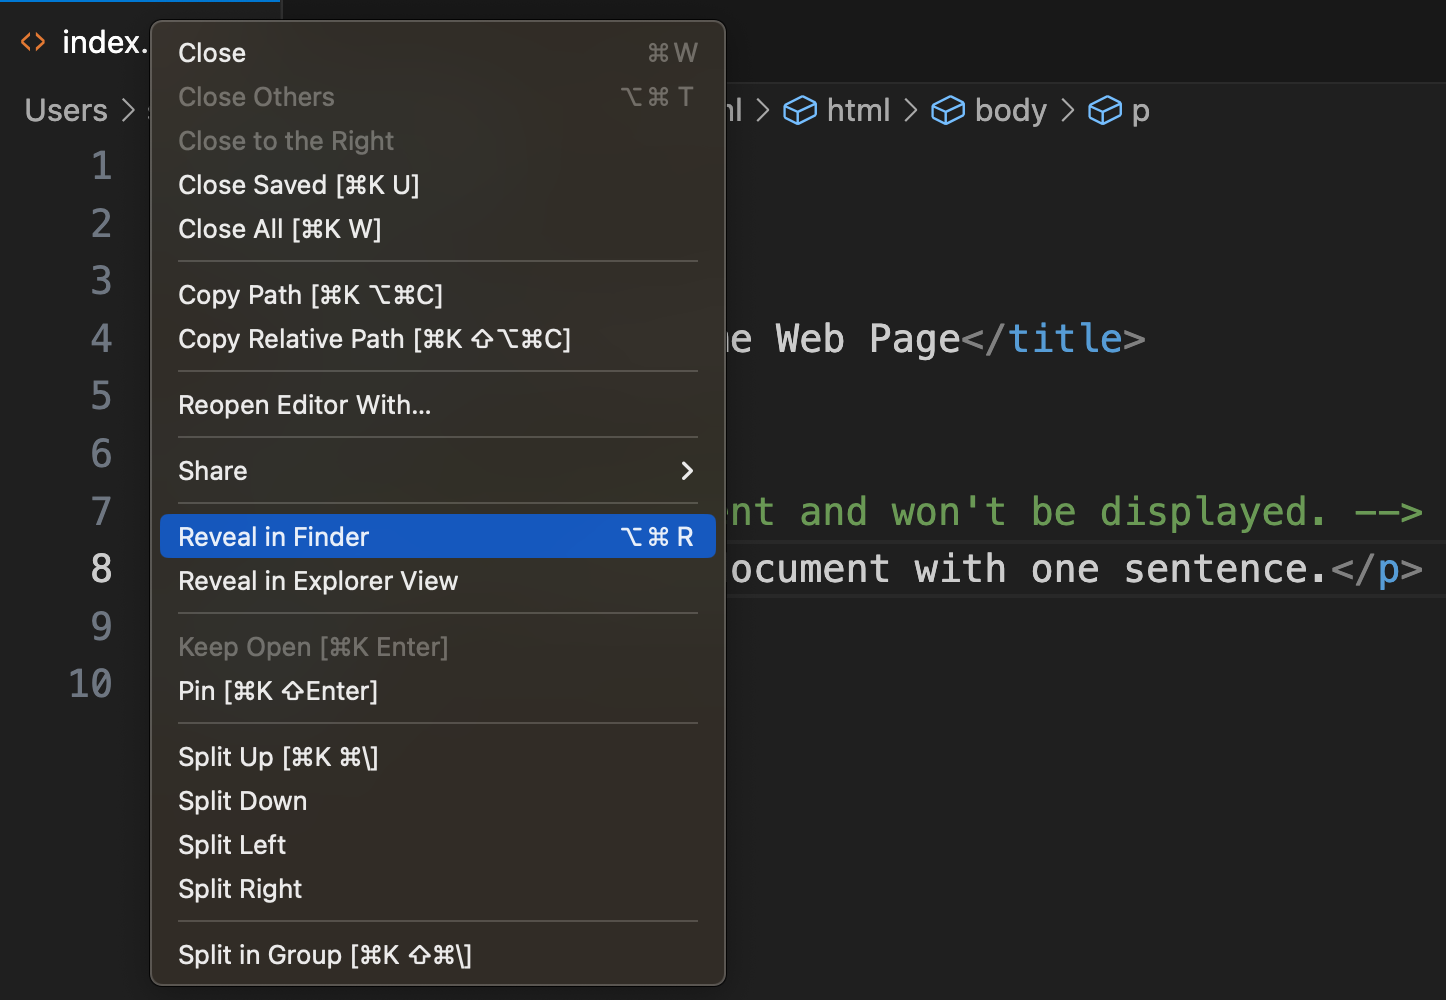 index.
Users > ml > html > body > p
Close ⌘W
Close Others ⌥⌘T
Close to the Right
Close Saved [⌘K U]
Close All [⌘K W]
Copy Path [⌘K ⌥⌘C]
Copy Relative Path [⌘K ⇧⌥⌘C]
Reopen Editor With...
Share >
Reveal in Finder ⌥⌘R
Reveal in Explorer View
Keep Open [⌘K Enter]
Pin [⌘K ⇧Enter]
Split Up [⌘K ⌘\]
Split Down
Split Left
Split Right
Split in Group [⌘K ⇧⌘\]
1
2
3
4 e Web Page</title>
5
6
7 nt and won't be displayed. -->
8 ocument with one sentence.</p>
9
10